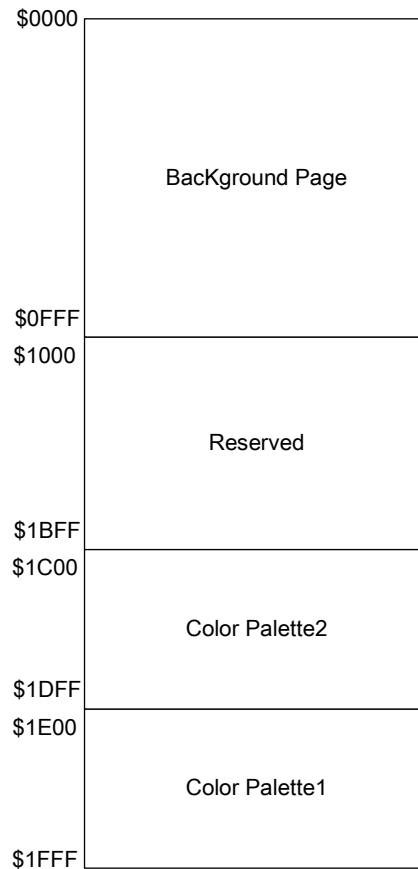 $0000
BacKground Page
$0FFF
$1000
Reserved
$1BFF
$1C00
Color Palette2
$1DFF
$1E00
Color Palette1
$1FFF